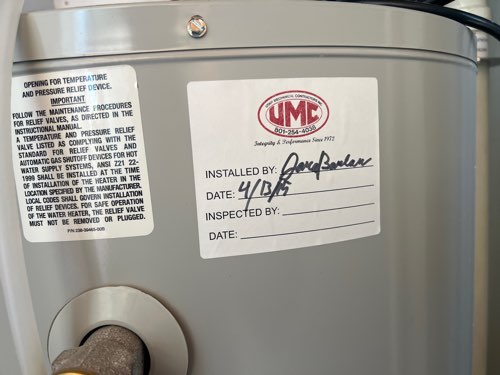 OPENING FOR TEMPERATURE
AND PRESSURE RELIEF DEVICE.
IMPORTANT
FOLLOW THE MAINTENANCE PROCEDURES
FOR RELIEF VALVES, AS DIRECTED IN THE
INSTRUCTIONAL MANUAL.
A TEMPERATURE AND PRESSURE RELIEF
VALVE LISTED AS COMPLYING WITH THE
STANDARD FOR RELIEF VALVES AND
AUTOMATIC GAS SHUTOFF DEVICES FOR HOT
WATER SUPPLY SYSTEMS, ANSI Z21 22-
1999 SHALL BE INSTALLED AT THE TIME
OF INSTALLATION OF THE HEATER IN THE
LOCATION SPECIFIED BY THE MANUFACTURER.
LOCAL CODES SHALL GOVERN INSTALLATION
OF RELIEF DEVICES. FOR SAFE OPERATION
OF THE WATER HEATER, THE RELIEF VALVE
MUST NOT BE REMOVED OR PLUGGED.
UMC
801-254-4038
Integrity & Performance Since 1972
INSTALLED BY:
DATE: 4/13/15
INSPECTED BY:
DATE: